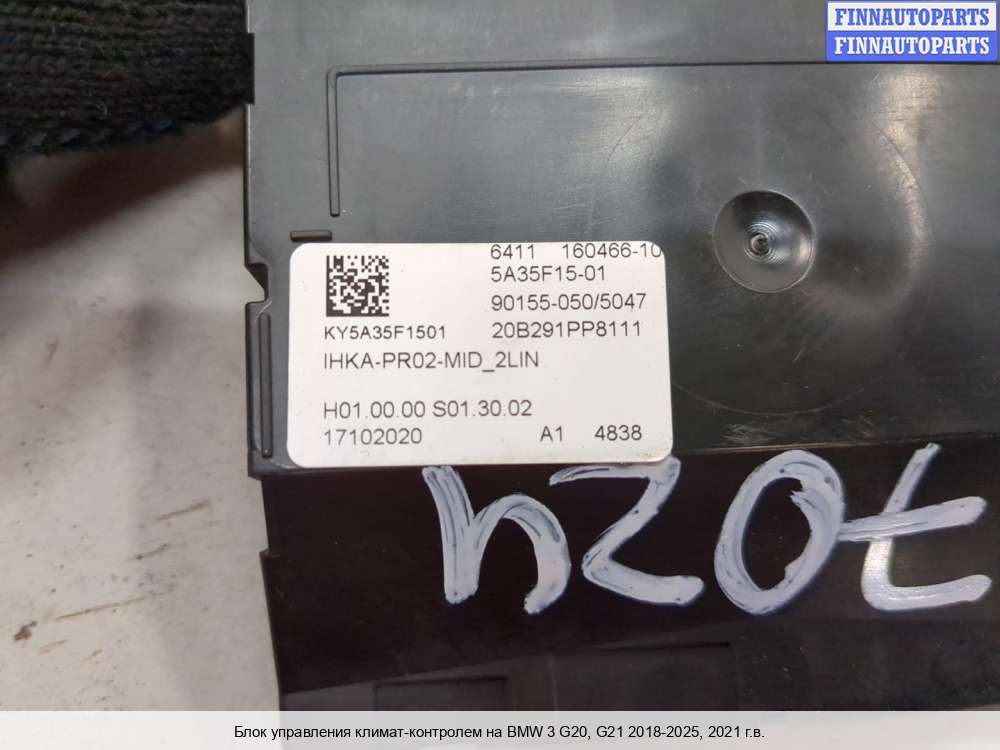 FINNAUTOPARTS
FINNAUTOPARTS
6411 160466-10
5A35F15-01
90155-050/5047
KY5A35F1501 20B291PP8111
IHKA-PR02-MID_2LIN
H01.00.00 S01.30.02
17102020 A1 4838
Блок управления климат-контролем на BMW 3 G20, G21 2018-2025, 2021 г.в.